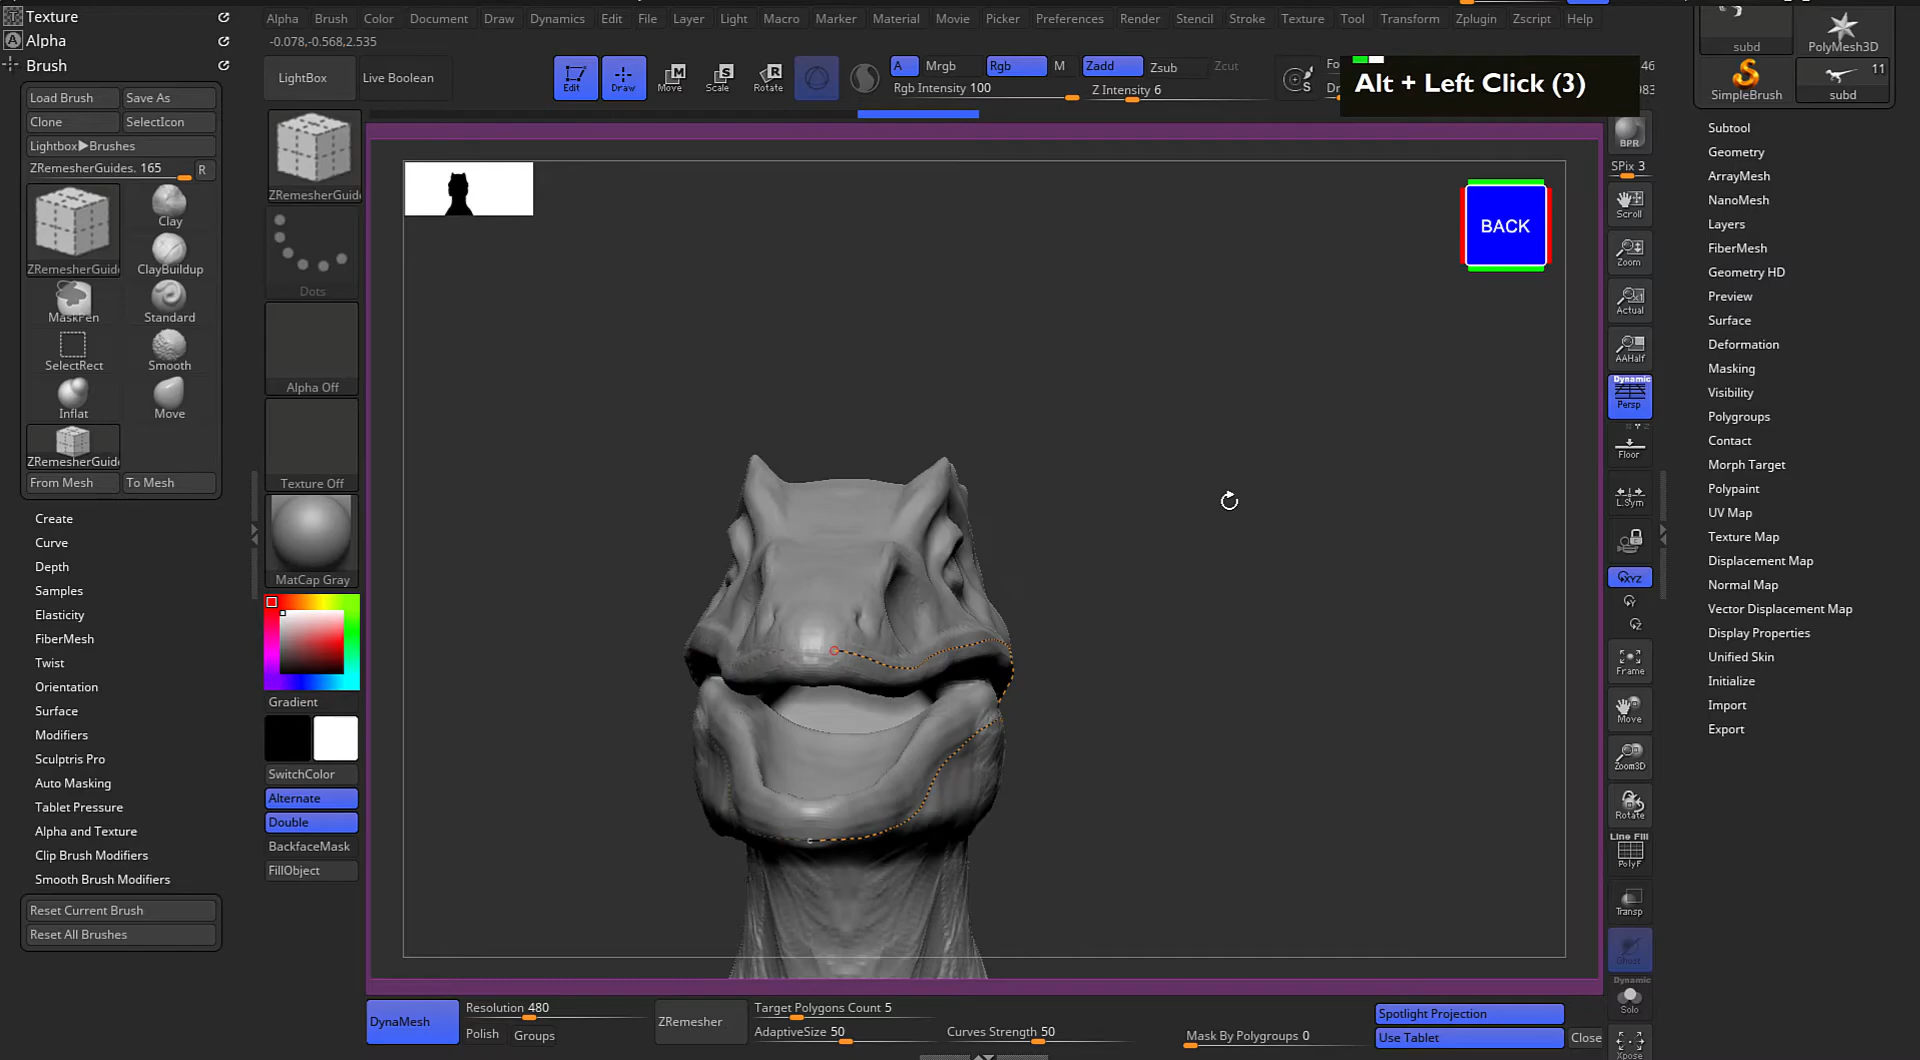 Texture
Alpha
Brush
Load Brush Save As
Clone SelectIcon
Lightbox▶Brushes
ZRemesherGuides. 165 R
ZRemesherGuid
Clay
ClayBuildup
MaskPen Standard
SelectRect Smooth
Inflat Move
ZRemesherGuid
From Mesh To Mesh
Create
Curve
Depth
Samples
Elasticity
FiberMesh
Twist
Orientation
Surface
Modifiers
Sculptris Pro
Auto Masking
Tablet Pressure
Alpha and Texture
Clip Brush Modifiers
Smooth Brush Modifiers
Reset Current Brush
Reset All Brushes
Alpha Brush Color Document Draw Dynamics Edit File Layer Light Macro Marker Material Movie Picker Preferences Render Stencil Stroke Texture Tool Transform Zplugin Zscript Help
-0.078,-0.568,2.535
LightBox Live Boolean
Edit Draw Move Scale Rotate
A Mrgb Rgb M Zadd Zsub Zcut
Rgb Intensity 100 Z Intensity 6
Alt + Left Click (3)
ZRemesherGuid
Dots
Alpha Off
Texture Off
MatCap Gray
Gradient
SwitchColor
Alternate
Double
BackfaceMask
FillObject
BACK
DynaMesh
Resolution 480
Polish Groups
ZRemesher
Target Polygons Count 5
AdaptiveSize 50 Curves Strength 50
Mask By Polygroups 0
Spotlight Projection
Use Tablet Close
BPR
SPix 3
Scroll
Zoom
Actual
AAHalf
Dynamic
Persp
Floor
L.Sym
XYZ
Y
Z
Frame
Move
Zoom3D
Rotate
Line Fill
PolyF
Transp
Ghost
Dynamic
Solo
Xpose
subd PolyMesh3D
11
SimpleBrush subd
Subtool
Geometry
ArrayMesh
NanoMesh
Layers
FiberMesh
Geometry HD
Preview
Surface
Deformation
Masking
Visibility
Polygroups
Contact
Morph Target
Polypaint
UV Map
Texture Map
Displacement Map
Normal Map
Vector Displacement Map
Display Properties
Unified Skin
Initialize
Import
Export